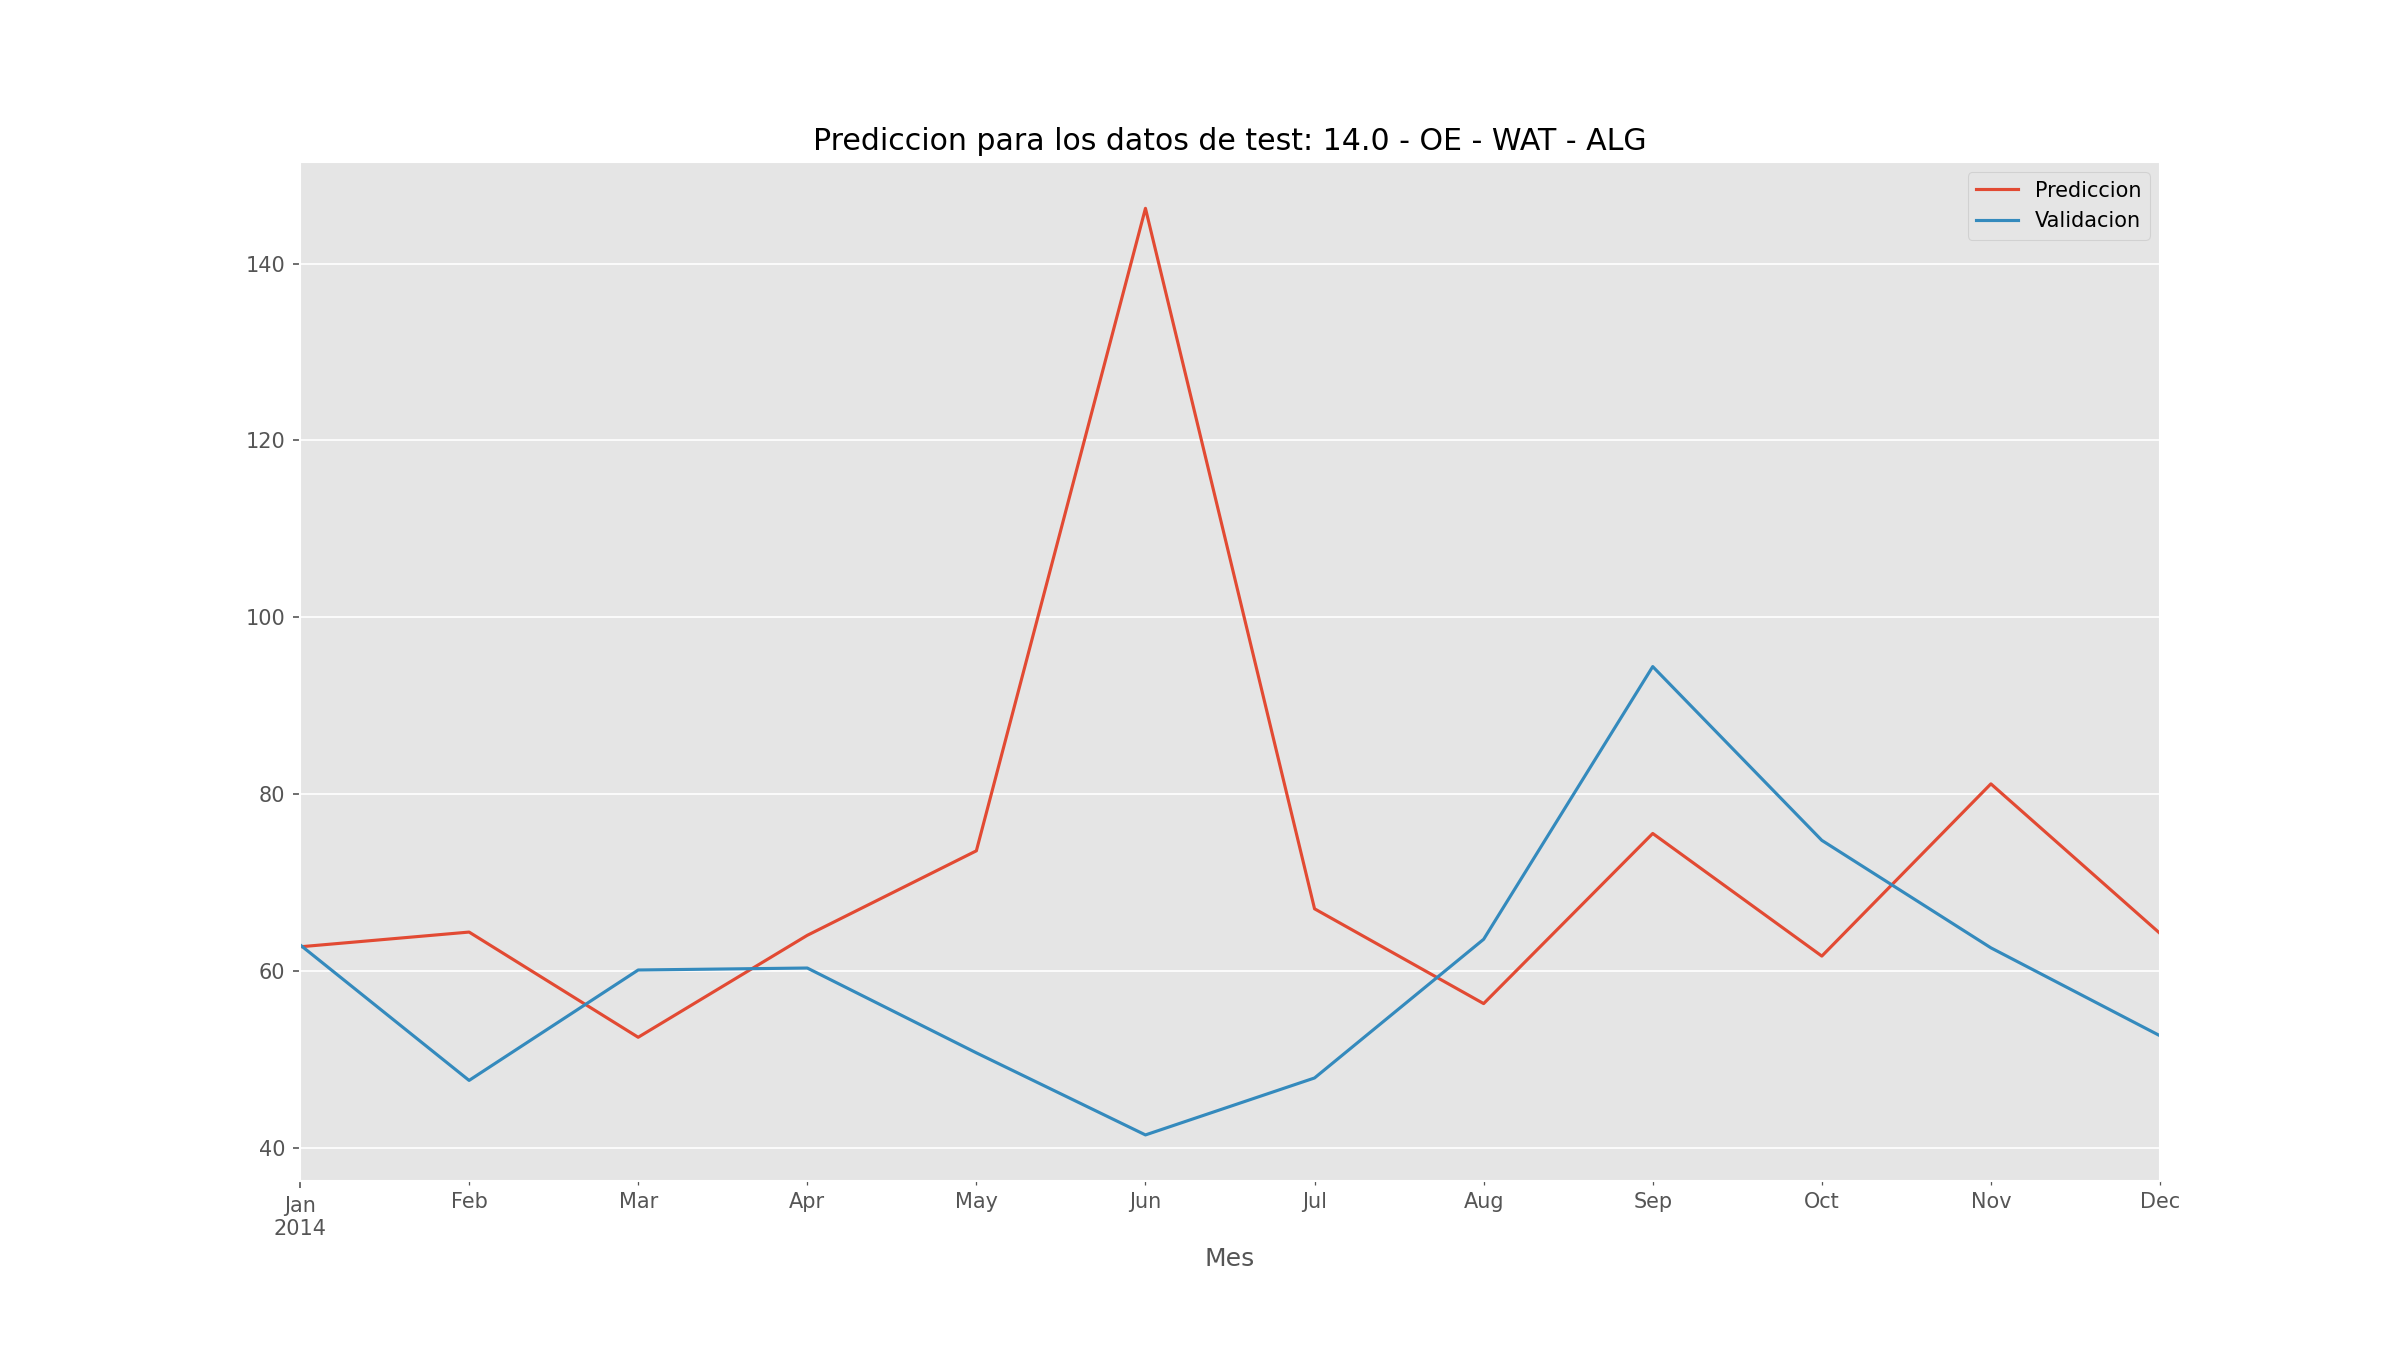 Prediccion para los datos de test: 14.0 - OE - WAT - ALG
Prediccion
Validacion
140
120
100
80
60
40
Jan Feb Mar Apr May Jun Jul Aug Sep Oct Nov Dec
2014
Mes